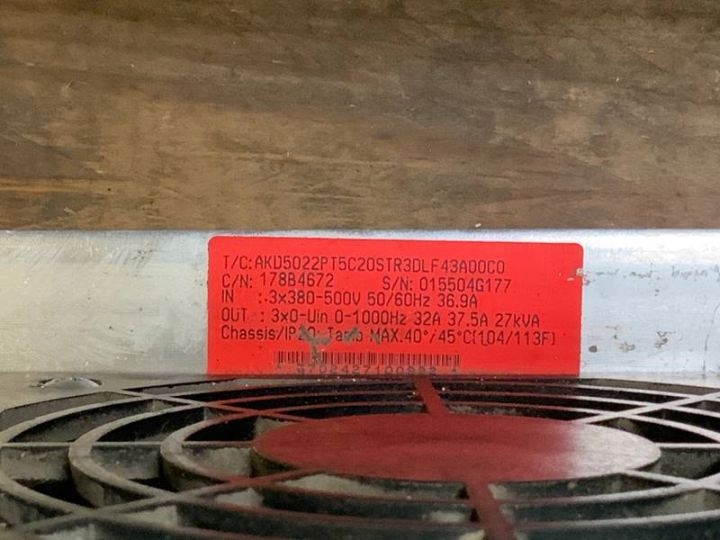 T/C:AKD5022PT5C20STR3DLF43A00C0
C/N: 178B4672 S/N: 015504G177
IN :.3x380-500V 50/60Hz 36.9A
OUT : 3x0-Uin 0-1000Hz 32A 37.5A 27kVA
Chassis/IP20: Tamb MAX.40°/45°C(104/113F)